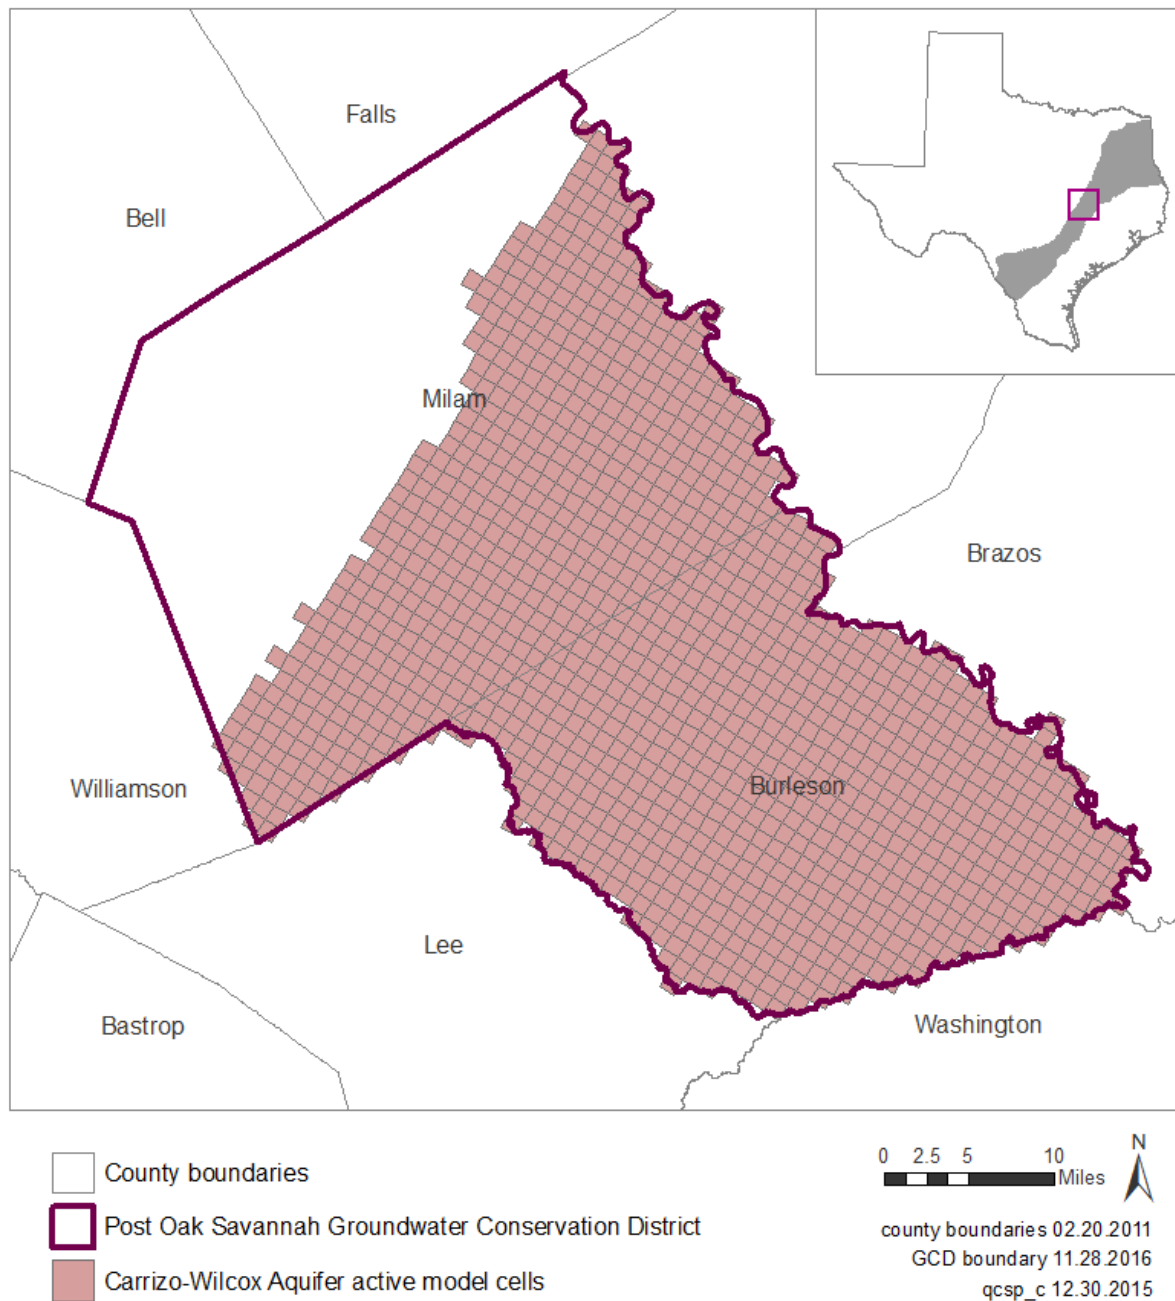 Falls
Bell
Milam
Brazos
Williamson
Burleson
Lee
Bastrop
Washington
County boundaries
Post Oak Savannah Groundwater Conservation District
Carrizo-Wilcox Aquifer active model cells
0 2.5 5 10
Miles
N
county boundaries 02.20.2011
GCD boundary 11.28.2016
qcsp_c 12.30.2015